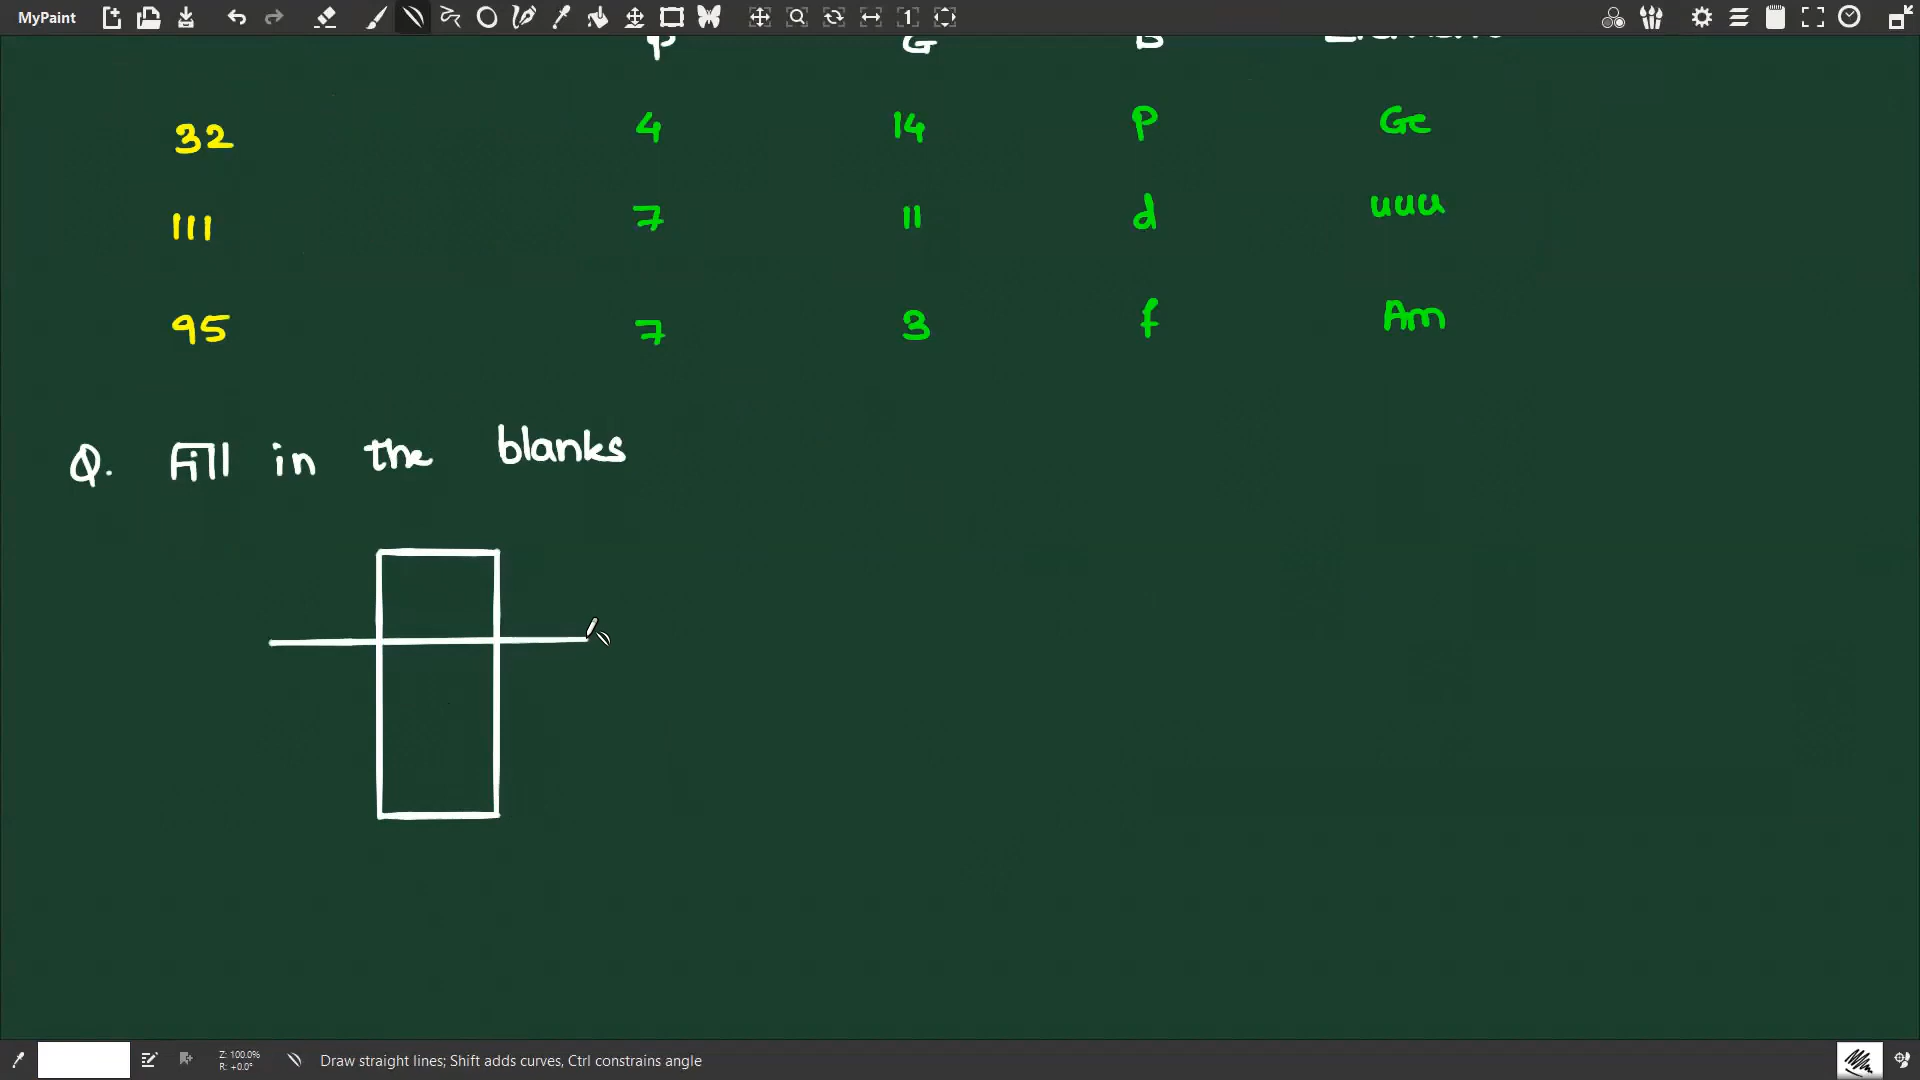 MyPaint
32 4 14 P Ge
111 7 11 d uuu
95 7 3 f Am
Q. Fill in the blanks
Z: 100.0%
R: +0.0°
Draw straight lines; Shift adds curves, Ctrl constrains angle